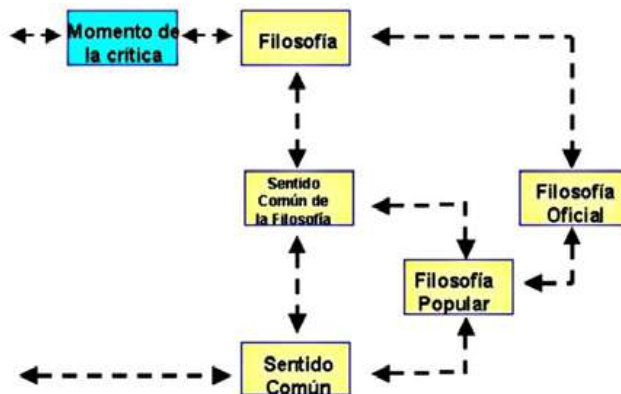 Momento de
la crítica
Filosofía
Sentido
Común de
la Filosofía
Filosofía
Oficial
Filosofía
Popular
Sentido
Común